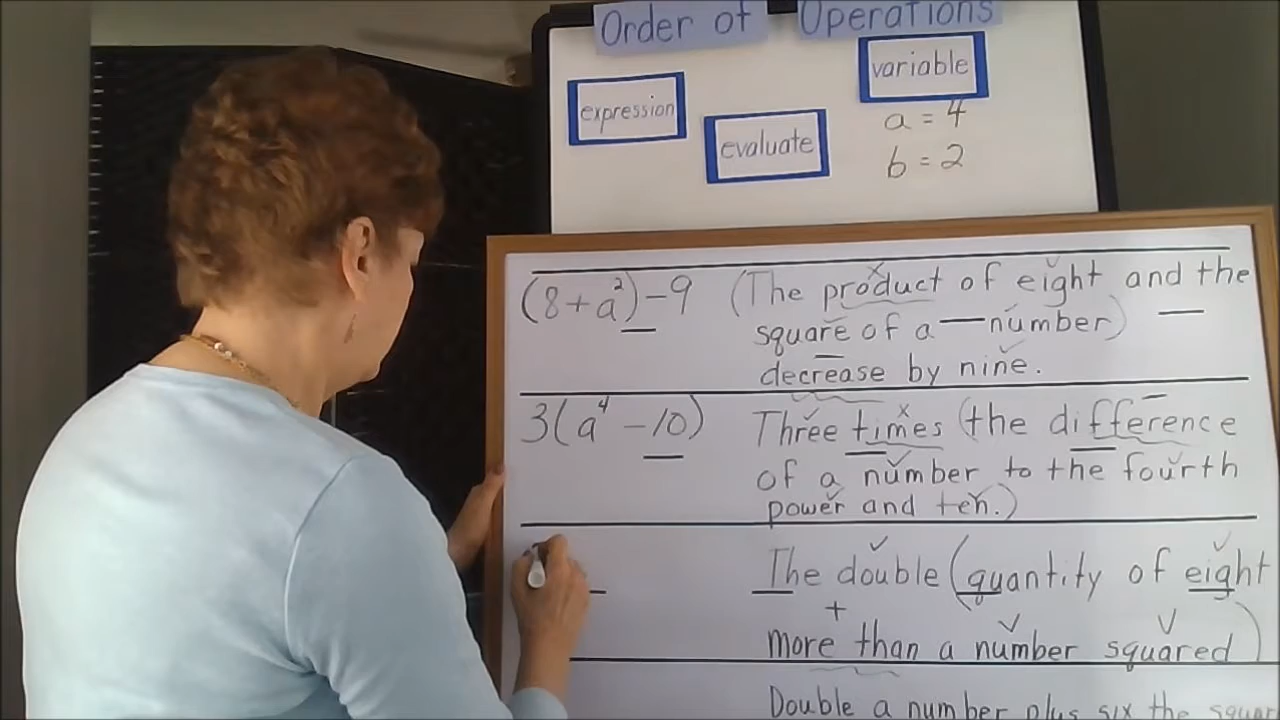 Order of Operations
variable
expression
evaluate
a = 4
b = 2
(8 + a²) - 9 (The product of eight and the
square of a number)
decrease by nine.
3(a⁴ - 10) Three times (the difference
of a number to the fourth
power and ten.)
The double (quantity of eight
more than a number squared)
Double a number plus six the